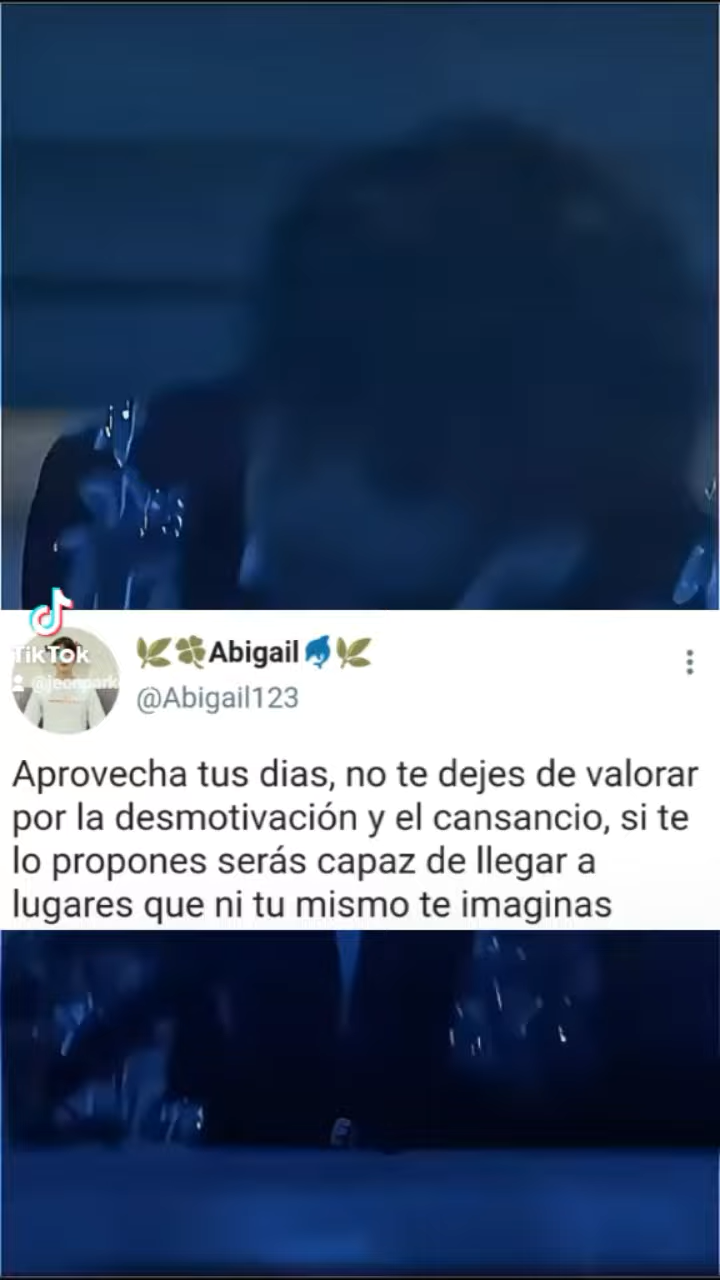 🌿🍀Abigail🐬🌿
@Abigail123
TikTok
Aprovecha tus dias, no te dejes de valorar
por la desmotivación y el cansancio, si te
lo propones serás capaz de llegar a
lugares que ni tu mismo te imaginas